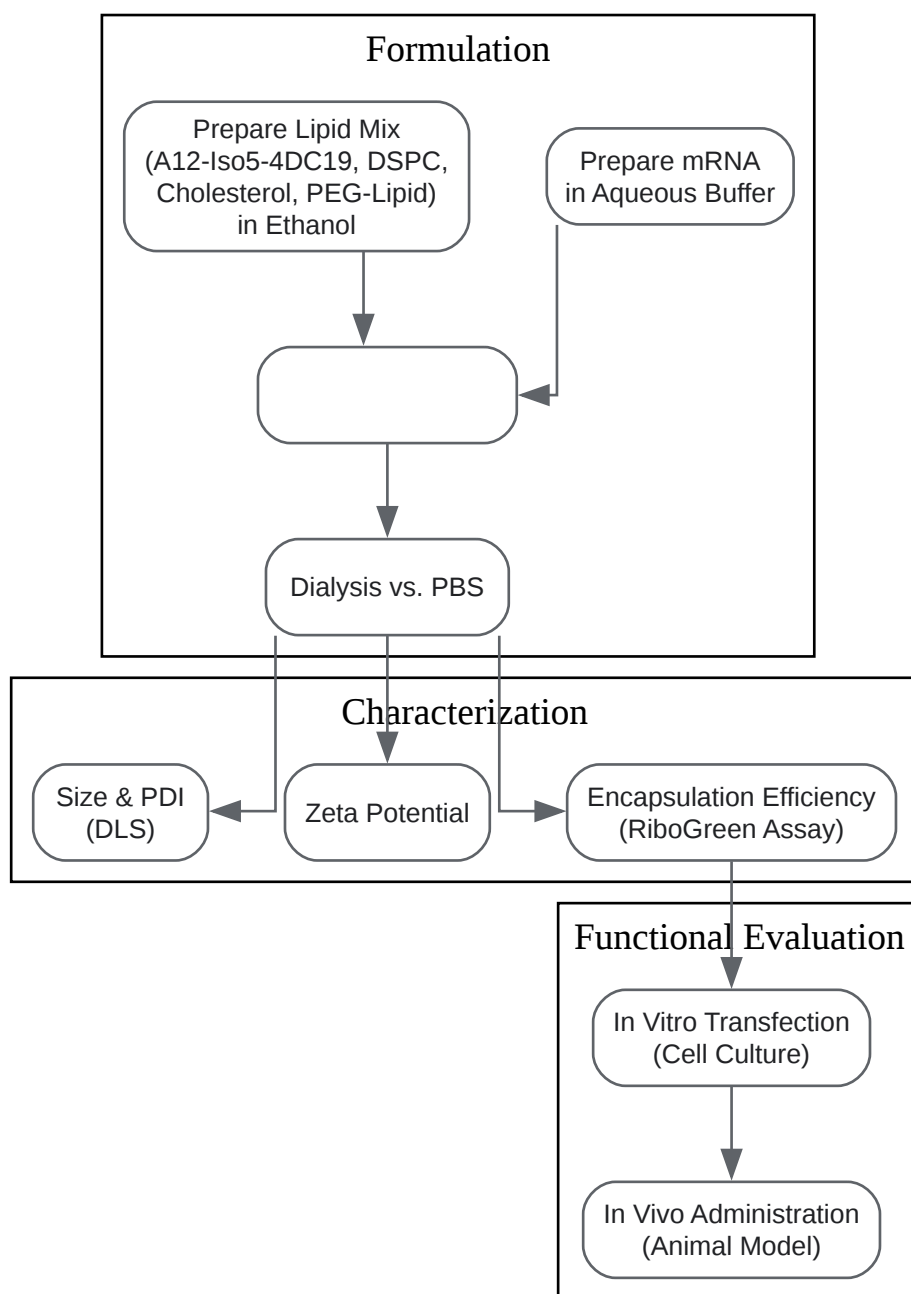 Formulation
Prepare Lipid Mix
(A12-Iso5-4DC19, DSPC,
Cholesterol, PEG-Lipid)
in Ethanol
Prepare mRNA
in Aqueous Buffer
Dialysis vs. PBS
Characterization
Size & PDI
(DLS)
Zeta Potential
Encapsulation Efficiency
(RiboGreen Assay)
Functional Evaluation
In Vitro Transfection
(Cell Culture)
In Vivo Administration
(Animal Model)